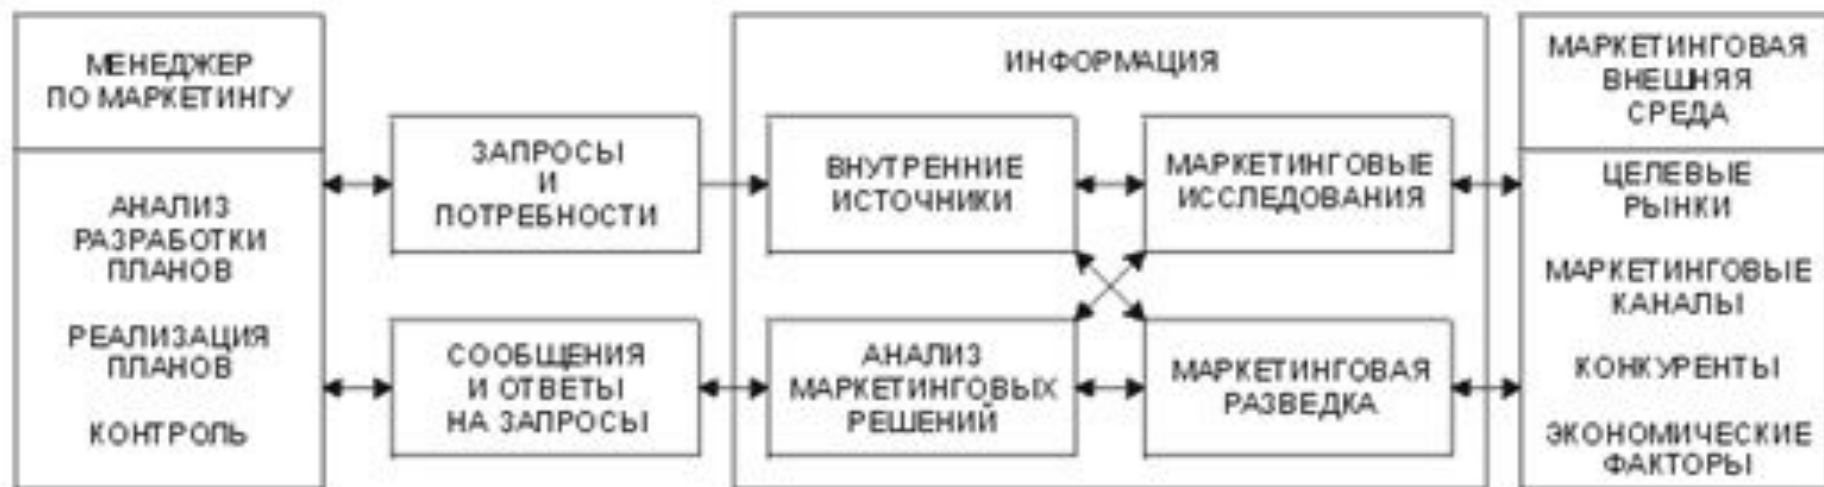 МЕНЕДЖЕР
ПО МАРКЕТИНГУ
АНАЛИЗ
РАЗРАБОТКИ
ПЛАНОВ
РЕАЛИЗАЦИЯ
ПЛАНОВ
КОНТРОЛЬ
ЗАПРОСЫ
И
ПОТРЕБНОСТИ
СООБЩЕНИЯ
И ОТВЕТЫ
НА ЗАПРОСЫ
ИНФОРМАЦИЯ
ВНУТРЕННИЕ
ИСТОЧНИКИ
МАРКЕТИНГОВЫЕ
ИССЛЕДОВАНИЯ
АНАЛИЗ
МАРКЕТИНГОВЫХ
РЕШЕНИЙ
МАРКЕТИНГОВАЯ
РАЗВЕДКА
МАРКЕТИНГОВАЯ
ВНЕШНЯЯ
СРЕДА
ЦЕЛЕВЫЕ
РЫНКИ
МАРКЕТИНГОВЫЕ
КАНАЛЫ
КОНКУРЕНТЫ
ЭКОНОМИЧЕСКИЕ
ФАКТОРЫ